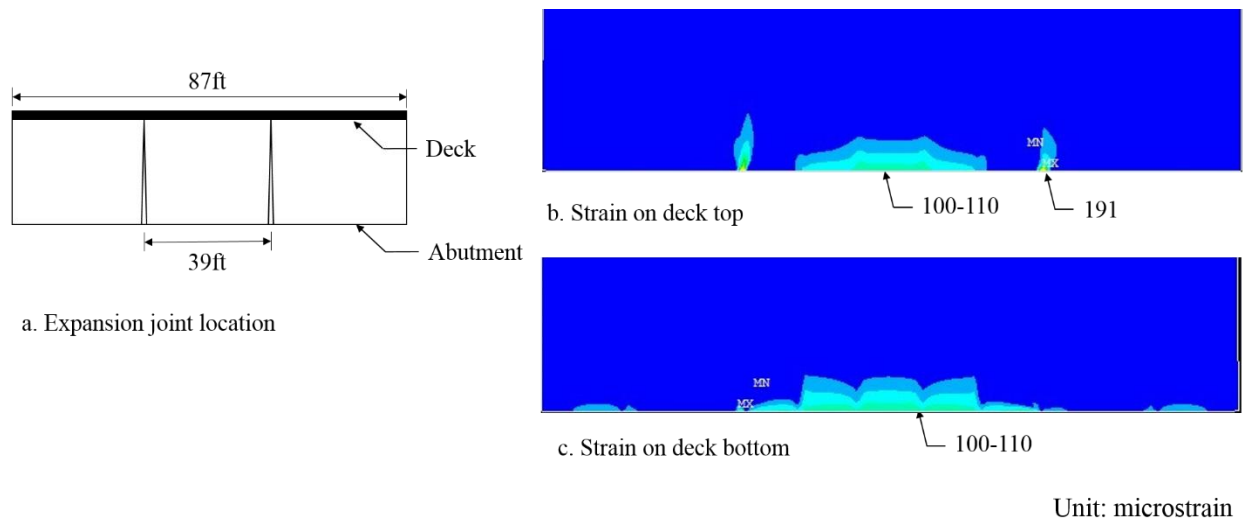 87ft
Deck
Abutment
39ft
a. Expansion joint location
MN
MX
100-110
191
b. Strain on deck top
MN
MX
100-110
c. Strain on deck bottom
Unit: microstrain